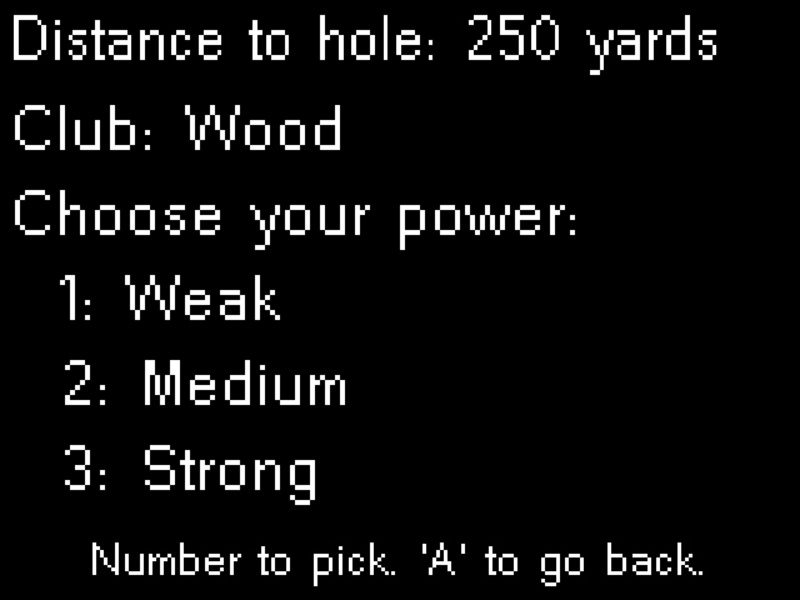 Distance to hole: 250 yards
Club: Wood
Choose your power:
1: Weak
2: Medium
3: Strong
Number to pick. 'A' to go back.